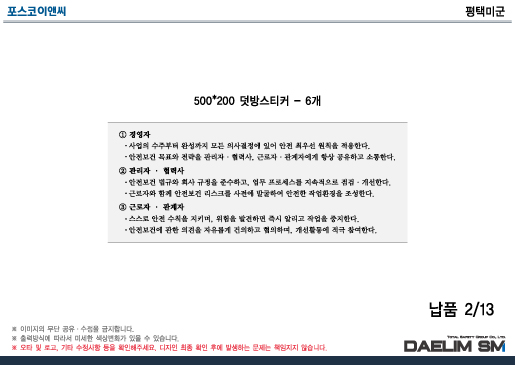 포스코이앤씨
평택미군
500*200 덧방스티커 - 6개
① 경영자
· 사업의 수주부터 완성까지 모든 의사결정에 있어 안전 최우선 원칙을 적용한다.
· 안전보건 목표와 전략을 관리자 · 협력사, 근로자 · 관계자에게 항상 공유하고 소통한다.
② 관리자 · 협력사
· 안전보건 법규와 회사 규정을 준수하고, 업무 프로세스를 지속적으로 점검 · 개선한다.
· 근로자와 함께 안전보건 리스크를 사전에 발굴하여 안전한 작업환경을 조성한다.
③ 근로자 · 관계자
· 스스로 안전 수칙을 지키며, 위험을 발견하면 즉시 알리고 작업을 중지한다.
· 안전보건에 관한 의견을 자유롭게 건의하고 협의하며, 개선활동에 적극 참여한다.
납품 2/13
※ 이미지의 무단 공유 · 수정을 금지합니다.
※ 출력방식에 따라서 미세한 색상변화가 있을 수 있습니다.
※ 오타 및 로고, 기타 수정사항 등을 확인해주세요. 디자인 최종 확인 후에 발생하는 문제는 책임지지 않습니다.
TOTAL SAFETY GROUP CO., LTD.
DAELIM SM